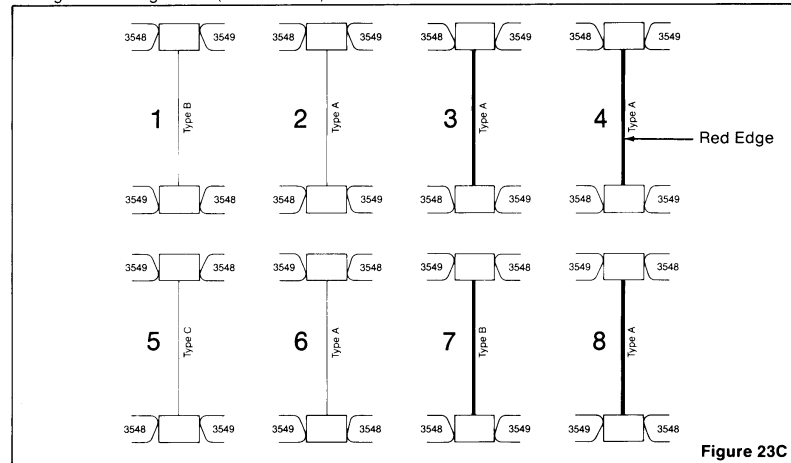 3548 3549 3548 3549 3548 3549 3548 3549
1 Type B 2 Type A 3 Type A 4 Type A Red Edge
3549 3548 3548 3549 3548 3549 3548 3549
3549 3548 3549 3548 3549 3548 3549 3548
5 Type C 6 Type A 7 Type B 8 Type A
3548 3549 3549 3548 3548 3549 3549 3548
Figure 23C